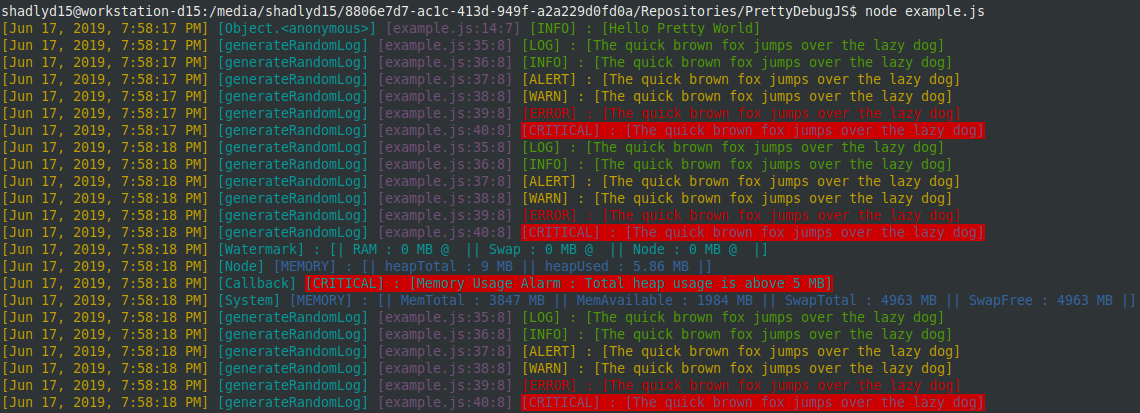 shadlyd15@workstation-d15:/media/shadlyd15/8806e7d7-ac1c-413d-949f-a2a229d0fd0a/Repositories/PrettyDebugJS$ node example.js
[Jun 17, 2019, 7:58:17 PM] [Object.<anonymous>] [example.js:14:7] [INFO] : [Hello Pretty World]
[Jun 17, 2019, 7:58:17 PM] [generateRandomLog] [example.js:35:8] [LOG] : [The quick brown fox jumps over the lazy dog]
[Jun 17, 2019, 7:58:17 PM] [generateRandomLog] [example.js:36:8] [INFO] : [The quick brown fox jumps over the lazy dog]
[Jun 17, 2019, 7:58:17 PM] [generateRandomLog] [example.js:37:8] [ALERT] : [The quick brown fox jumps over the lazy dog]
[Jun 17, 2019, 7:58:17 PM] [generateRandomLog] [example.js:38:8] [WARN] : [The quick brown fox jumps over the lazy dog]
[Jun 17, 2019, 7:58:17 PM] [generateRandomLog] [example.js:39:8] [ERROR] : [The quick brown fox jumps over the lazy dog]
[Jun 17, 2019, 7:58:17 PM] [generateRandomLog] [example.js:40:8] [CRITICAL] : [The quick brown fox jumps over the lazy dog]
[Jun 17, 2019, 7:58:18 PM] [generateRandomLog] [example.js:35:8] [LOG] : [The quick brown fox jumps over the lazy dog]
[Jun 17, 2019, 7:58:18 PM] [generateRandomLog] [example.js:36:8] [INFO] : [The quick brown fox jumps over the lazy dog]
[Jun 17, 2019, 7:58:18 PM] [generateRandomLog] [example.js:37:8] [ALERT] : [The quick brown fox jumps over the lazy dog]
[Jun 17, 2019, 7:58:18 PM] [generateRandomLog] [example.js:38:8] [WARN] : [The quick brown fox jumps over the lazy dog]
[Jun 17, 2019, 7:58:18 PM] [generateRandomLog] [example.js:39:8] [ERROR] : [The quick brown fox jumps over the lazy dog]
[Jun 17, 2019, 7:58:18 PM] [generateRandomLog] [example.js:40:8] [CRITICAL] : [The quick brown fox jumps over the lazy dog]
[Jun 17, 2019, 7:58:18 PM] [Watermark] : [| RAM : 0 MB @  || Swap : 0 MB @  || Node : 0 MB @  |]
[Jun 17, 2019, 7:58:18 PM] [Node] [MEMORY] : [| heapTotal : 9 MB || heapUsed : 5.86 MB |]
[Jun 17, 2019, 7:58:18 PM] [Callback] [CRITICAL] : [Memory Usage Alarm : Total heap usage is above 5 MB]
[Jun 17, 2019, 7:58:18 PM] [System] [MEMORY] : [| MemTotal : 3847 MB || MemAvailable : 1984 MB || SwapTotal : 4963 MB || SwapFree : 4963 MB |]
[Jun 17, 2019, 7:58:18 PM] [generateRandomLog] [example.js:35:8] [LOG] : [The quick brown fox jumps over the lazy dog]
[Jun 17, 2019, 7:58:18 PM] [generateRandomLog] [example.js:36:8] [INFO] : [The quick brown fox jumps over the lazy dog]
[Jun 17, 2019, 7:58:18 PM] [generateRandomLog] [example.js:37:8] [ALERT] : [The quick brown fox jumps over the lazy dog]
[Jun 17, 2019, 7:58:18 PM] [generateRandomLog] [example.js:38:8] [WARN] : [The quick brown fox jumps over the lazy dog]
[Jun 17, 2019, 7:58:18 PM] [generateRandomLog] [example.js:39:8] [ERROR] : [The quick brown fox jumps over the lazy dog]
[Jun 17, 2019, 7:58:18 PM] [generateRandomLog] [example.js:40:8] [CRITICAL] : [The quick brown fox jumps over the lazy dog]